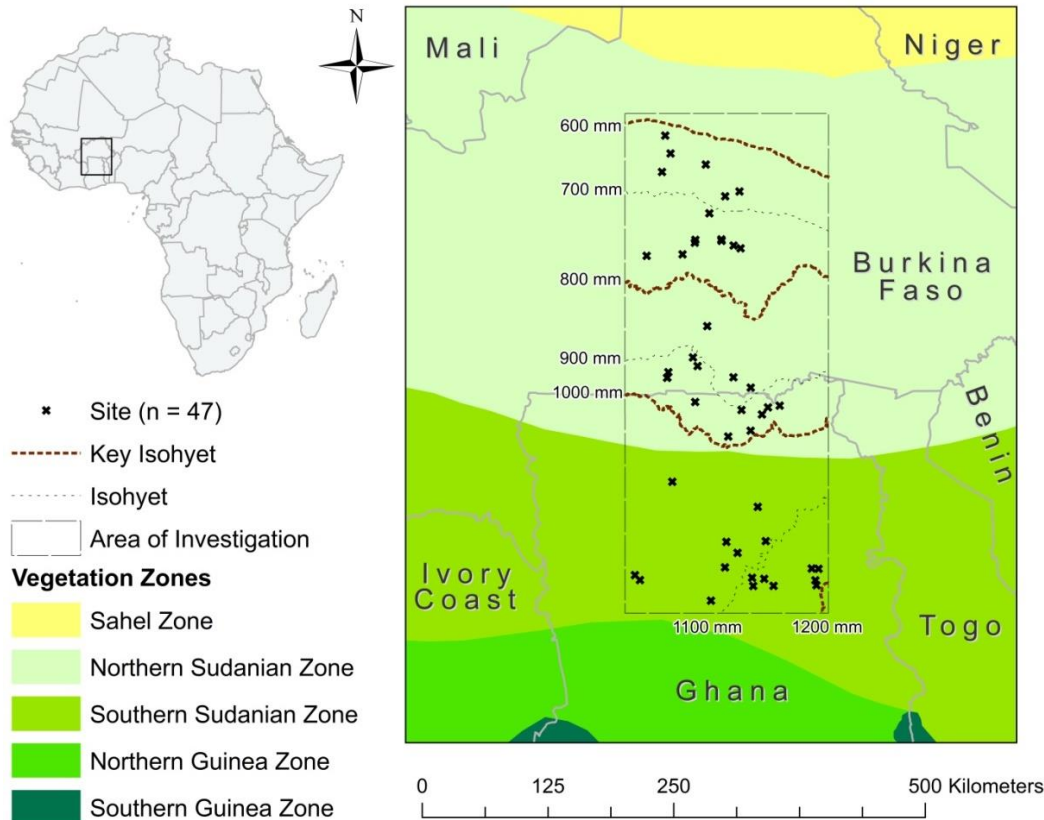 N
Site (n = 47)
Key Isohyet
Isohyet
Area of Investigation
Vegetation Zones
Sahel Zone
Northern Sudanian Zone
Southern Sudanian Zone
Northern Guinea Zone
Southern Guinea Zone
Mali
Niger
600 mm
700 mm
Burkina
Faso
800 mm
900 mm
1000 mm
Benin
Ivory
Coast
Togo
1100 mm
1200 mm
Ghana
0
125
250
500 Kilometers